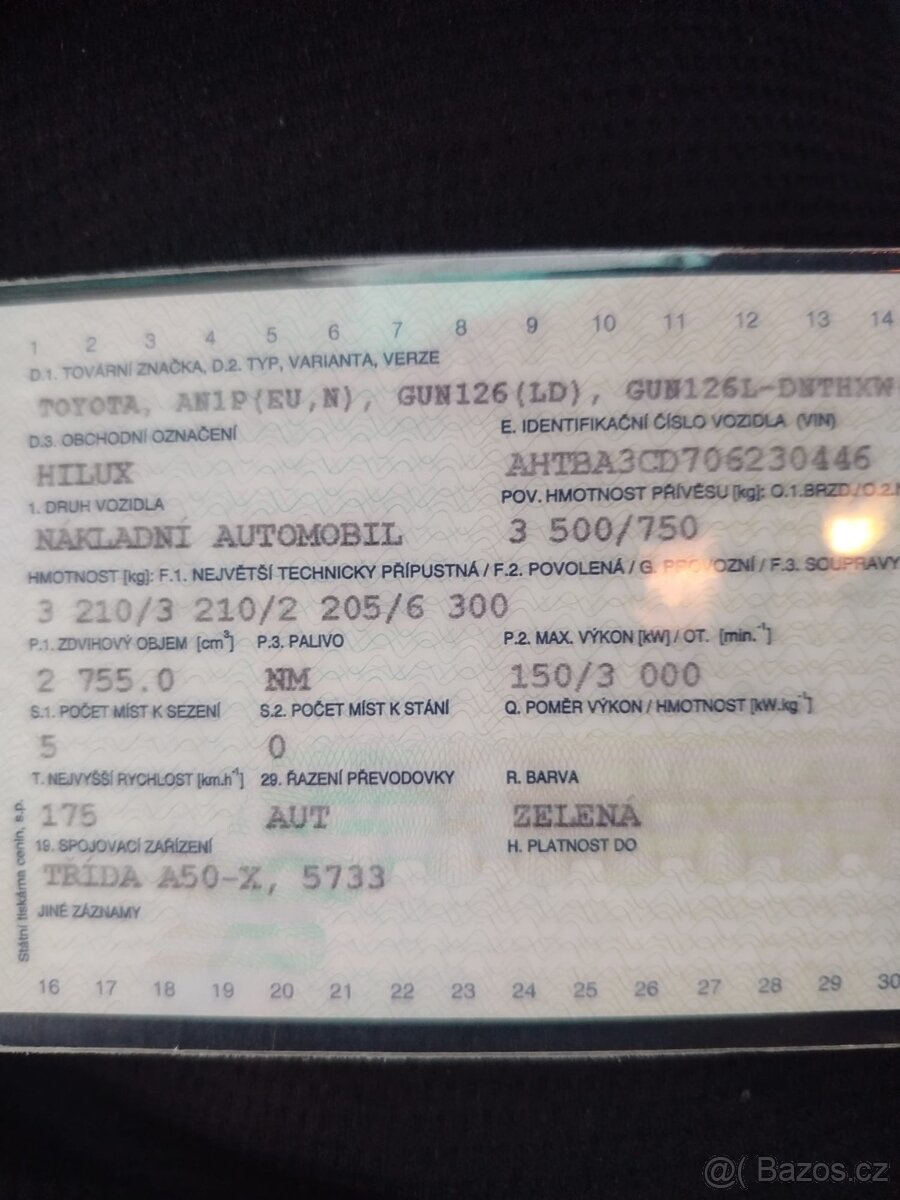 1 2 3 4 5 6 7 8 9 10 11 12 13 14
D.1. TOVÁRNÍ ZNAČKA, D.2. TYP, VARIANTA, VERZE
TOYOTA, AN1P(EU,N), GUN126(LD), GUN126L-DNTHXW
D.3. OBCHODNÍ OZNAČENÍ E. IDENTIFIKAČNÍ ČÍSLO VOZIDLA (VIN)
HILUX AHTBA3CD706230446
1. DRUH VOZIDLA POV. HMOTNOST PŘÍVĚSU [kg]: O.1.BRZD./O.2.
NÁKLADNÍ AUTOMOBIL 3 500/750
HMOTNOST [kg]: F.1. NEJVĚTŠÍ TECHNICKY PŘÍPUSTNÁ / F.2. POVOLENÁ / G. PROVOZNÍ / F.3. SOUPRAVY
3 210/3 210/2 205/6 300
P.1. ZDVIHOVÝ OBJEM [cm³] P.3. PALIVO P.2. MAX. VÝKON [kW] / OT. [min.⁻¹]
2 755.0 NM 150/3 000
S.1. POČET MÍST K SEZENÍ S.2. POČET MÍST K STÁNÍ Q. POMĚR VÝKON / HMOTNOST [kW.kg⁻¹]
5 0
T. NEJVYŠŠÍ RYCHLOST [km.h⁻¹] 29. ŘAZENÍ PŘEVODOVKY R. BARVA
175 AUT ZELENÁ
19. SPOJOVACÍ ZAŘÍZENÍ H. PLATNOST DO
TŘÍDA A50-X, 5733
JINÉ ZÁZNAMY
Státní tiskárna cenin, s.p.
16 17 18 19 20 21 22 23 24 25 26 27 28 29 30
@( Bazos.cz